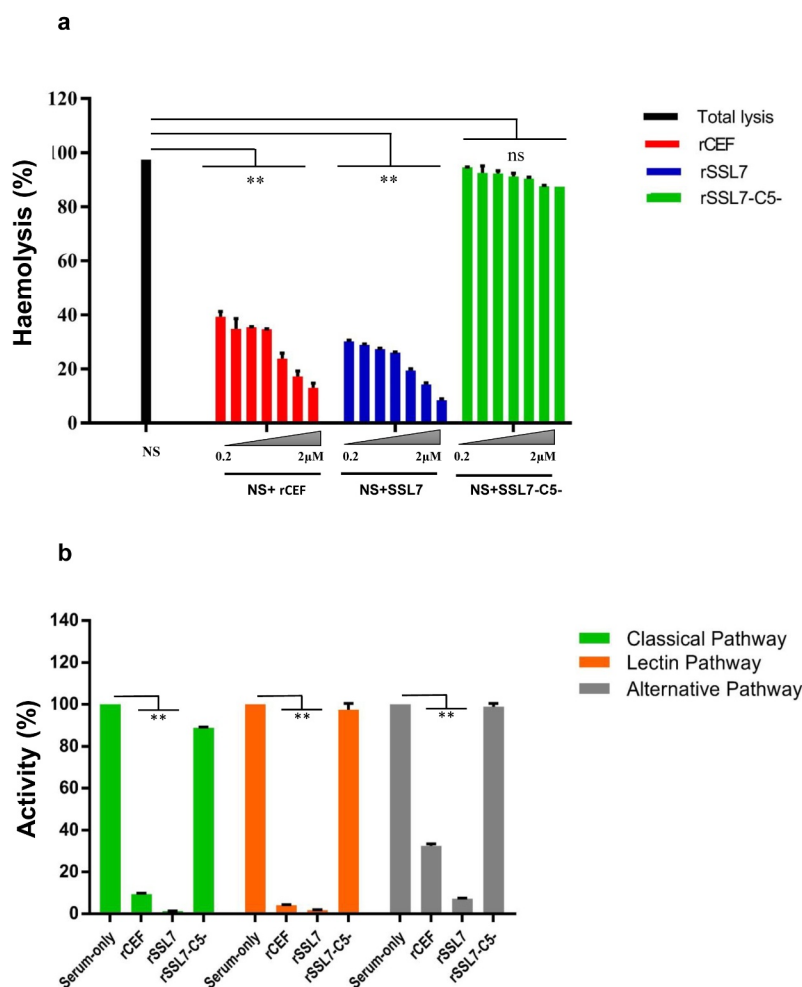 a
120
100
80
60
40
20
0
Haemolysis (%)
**
**
ns
Total lysis
rCEF
rSSL7
rSSL7-C5-
NS
0.2 2µM
0.2 2µM
0.2 2µM
NS+ rCEF
NS+SSL7
NS+SSL7-C5-
b
140
120
100
80
60
40
20
0
Activity (%)
**
**
**
Classical Pathway
Lectin Pathway
Alternative Pathway
Serum-only
rCEF
rSSL7
rSSL7-C5-
Serum-only
rCEF
rSSL7
rSSL7-C5-
Serum-only
rCEF
rSSL7
rSSL7-C5-